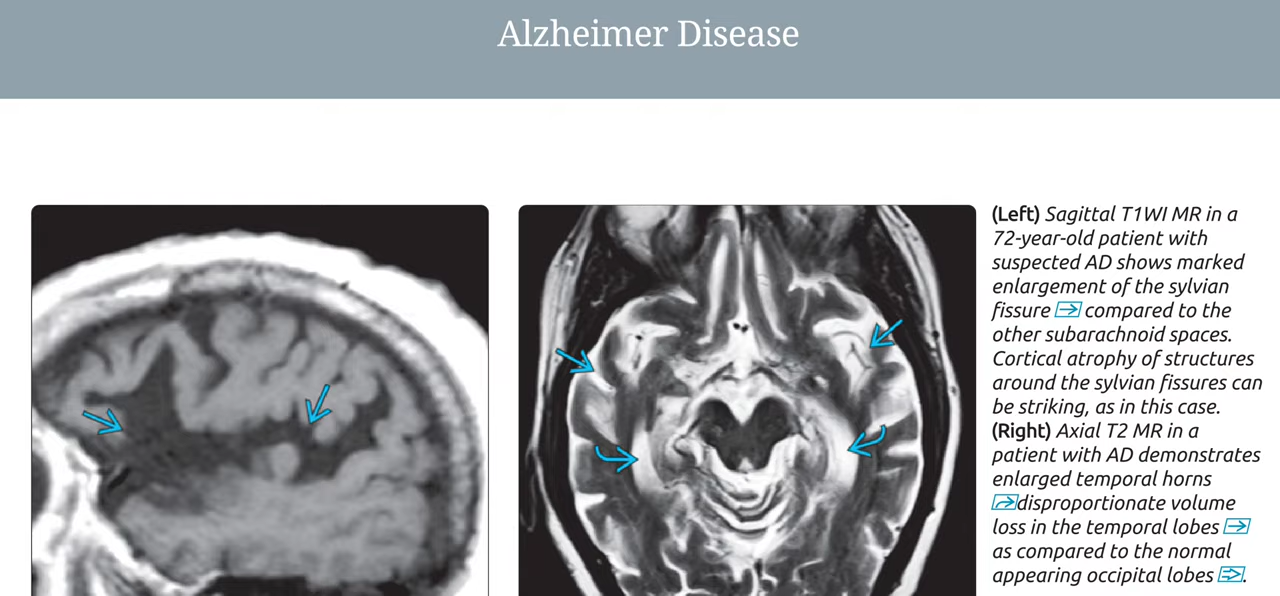 Alzheimer Disease
(Left) Sagittal T1WI MR in a
72-year-old patient with
suspected AD shows marked
enlargement of the sylvian
fissure compared to the
other subarachnoid spaces.
Cortical atrophy of structures
around the sylvian fissures can
be striking, as in this case.
(Right) Axial T2 MR in a
patient with AD demonstrates
enlarged temporal horns
disproportionate volume
loss in the temporal lobes
as compared to the normal
appearing occipital lobes .